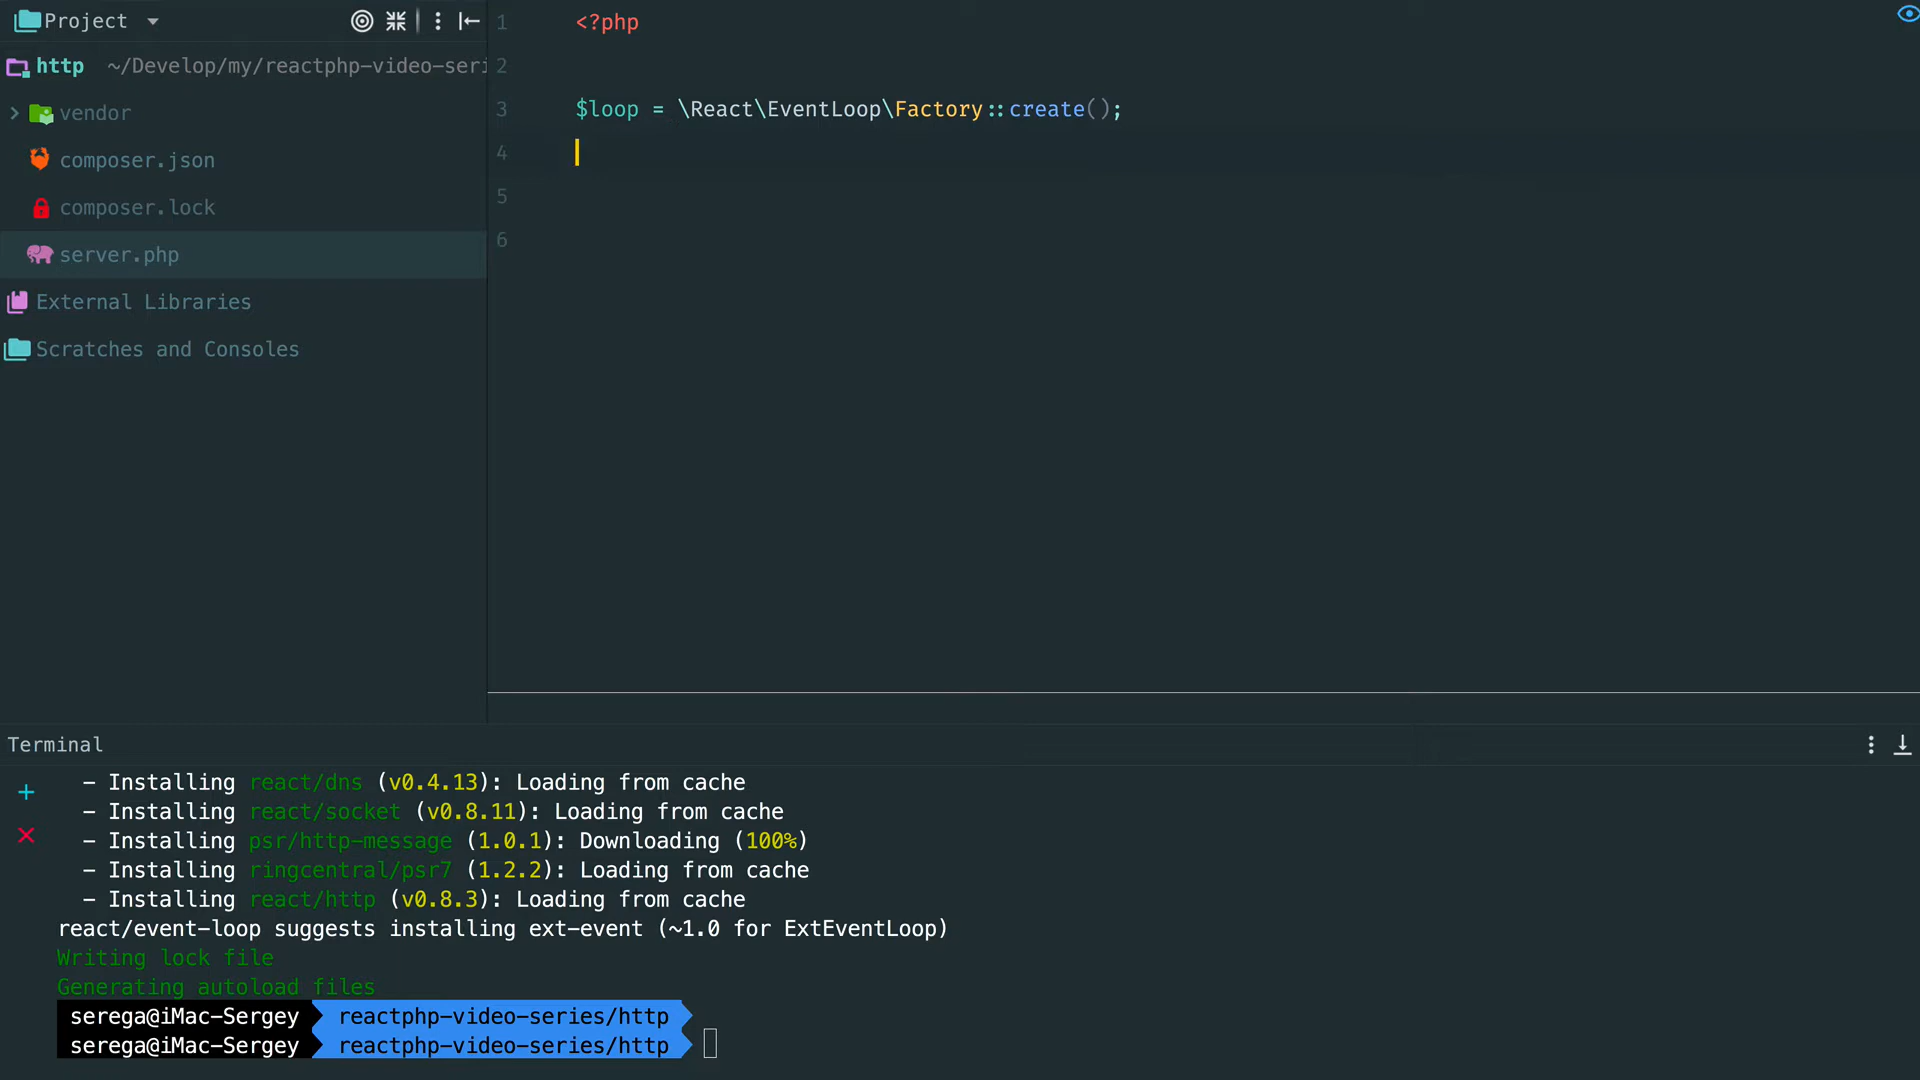 Project
http ~/Develop/my/reactphp-video-seri
vendor
composer.json
composer.lock
server.php
External Libraries
Scratches and Consoles
1 <?php
2
3 $loop = \React\EventLoop\Factory::create();
4
5
6
Terminal
- Installing react/dns (v0.4.13): Loading from cache
- Installing react/socket (v0.8.11): Loading from cache
- Installing psr/http-message (1.0.1): Downloading (100%)
- Installing ringcentral/psr7 (1.2.2): Loading from cache
- Installing react/http (v0.8.3): Loading from cache
react/event-loop suggests installing ext-event (~1.0 for ExtEventLoop)
Writing lock file
Generating autoload files
serega@iMac-Sergey reactphp-video-series/http
serega@iMac-Sergey reactphp-video-series/http